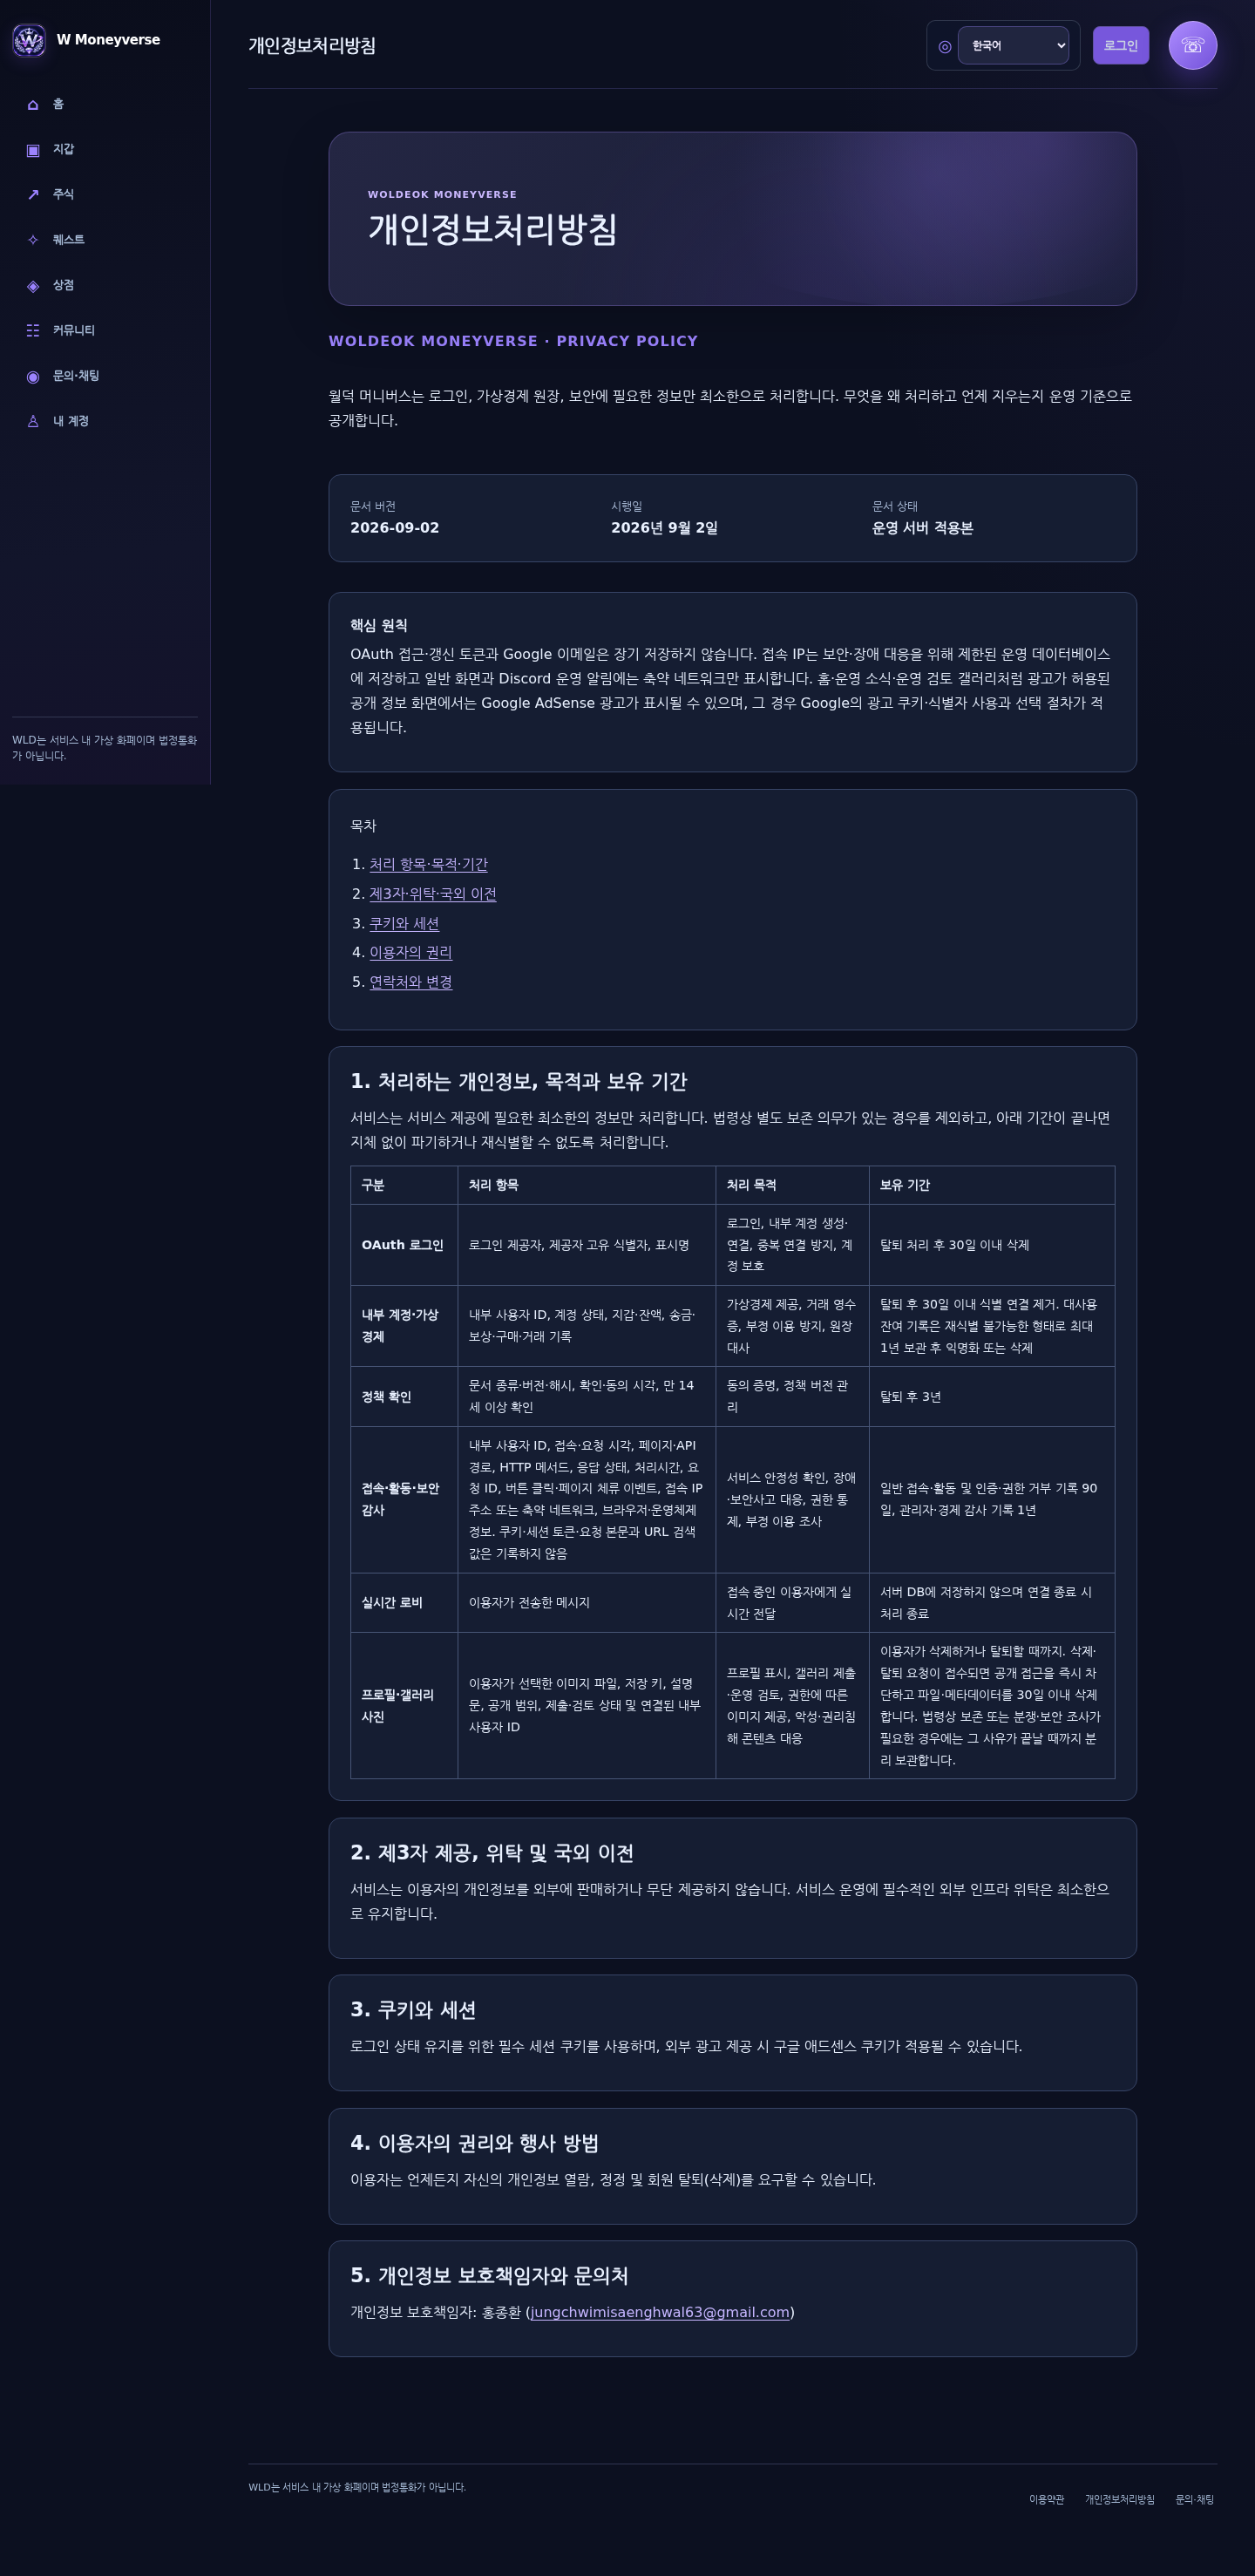 W Moneyverse
홈
지갑
주식
퀘스트
상점
커뮤니티
문의·채팅
내 계정
WLD는 서비스 내 가상 화폐이며 법정통화
가 아닙니다.
개인정보처리방침
한국어
로그인
WOLDEOK MONEYVERSE
개인정보처리방침
WOLDEOK MONEYVERSE · PRIVACY POLICY
월덕 머니버스는 로그인, 가상경제 원장, 보안에 필요한 정보만 최소한으로 처리합니다. 무엇을 왜 처리하고 언제 지우는지 운영 기준으로
공개합니다.
문서 버전
2026-09-02
시행일
2026년 9월 2일
문서 상태
운영 서버 적용본
핵심 원칙
OAuth 접근·갱신 토큰과 Google 이메일은 장기 저장하지 않습니다. 접속 IP는 보안·장애 대응을 위해 제한된 운영 데이터베이스
에 저장하고 일반 화면과 Discord 운영 알림에는 축약 네트워크만 표시합니다. 홈·운영 소식·운영 검토 갤러리처럼 광고가 허용된
공개 정보 화면에서는 Google AdSense 광고가 표시될 수 있으며, 그 경우 Google의 광고 쿠키·식별자 사용과 선택 절차가 적
용됩니다.
목차
1. 처리 항목·목적·기간
2. 제3자·위탁·국외 이전
3. 쿠키와 세션
4. 이용자의 권리
5. 연락처와 변경
1. 처리하는 개인정보, 목적과 보유 기간
서비스는 서비스 제공에 필요한 최소한의 정보만 처리합니다. 법령상 별도 보존 의무가 있는 경우를 제외하고, 아래 기간이 끝나면
지체 없이 파기하거나 재식별할 수 없도록 처리합니다.
구분
처리 항목
처리 목적
보유 기간
OAuth 로그인
로그인 제공자, 제공자 고유 식별자, 표시명
로그인, 내부 계정 생성·
연결, 중복 연결 방지, 계
정 보호
탈퇴 처리 후 30일 이내 삭제
내부 계정·가상
경제
내부 사용자 ID, 계정 상태, 지갑·잔액, 송금·
보상·구매·거래 기록
가상경제 제공, 거래 영수
증, 부정 이용 방지, 원장
대사
탈퇴 후 30일 이내 식별 연결 제거. 대사용
잔여 기록은 재식별 불가능한 형태로 최대
1년 보관 후 익명화 또는 삭제
정책 확인
문서 종류·버전·해시, 확인·동의 시각, 만 14
세 이상 확인
동의 증명, 정책 버전 관
리
탈퇴 후 3년
접속·활동·보안
감사
내부 사용자 ID, 접속·요청 시각, 페이지·API
경로, HTTP 메서드, 응답 상태, 처리시간, 요
청 ID, 버튼 클릭·페이지 체류 이벤트, 접속 IP
주소 또는 축약 네트워크, 브라우저·운영체제
정보. 쿠키·세션 토큰·요청 본문과 URL 검색
값은 기록하지 않음
서비스 안정성 확인, 장애
·보안사고 대응, 권한 통
제, 부정 이용 조사
일반 접속·활동 및 인증·권한 거부 기록 90
일, 관리자·경제 감사 기록 1년
실시간 로비
이용자가 전송한 메시지
접속 중인 이용자에게 실
시간 전달
서버 DB에 저장하지 않으며 연결 종료 시
처리 종료
프로필·갤러리
사진
이용자가 선택한 이미지 파일, 저장 키, 설명
문, 공개 범위, 제출·검토 상태 및 연결된 내부
사용자 ID
프로필 표시, 갤러리 제출
·운영 검토, 권한에 따른
이미지 제공, 악성·권리침
해 콘텐츠 대응
이용자가 삭제하거나 탈퇴할 때까지. 삭제·
탈퇴 요청이 접수되면 공개 접근을 즉시 차
단하고 파일·메타데이터를 30일 이내 삭제
합니다. 법령상 보존 또는 분쟁·보안 조사가
필요한 경우에는 그 사유가 끝날 때까지 분
리 보관합니다.
2. 제3자 제공, 위탁 및 국외 이전
서비스는 이용자의 개인정보를 외부에 판매하거나 무단 제공하지 않습니다. 서비스 운영에 필수적인 외부 인프라 위탁은 최소한으
로 유지합니다.
3. 쿠키와 세션
로그인 상태 유지를 위한 필수 세션 쿠키를 사용하며, 외부 광고 제공 시 구글 애드센스 쿠키가 적용될 수 있습니다.
4. 이용자의 권리와 행사 방법
이용자는 언제든지 자신의 개인정보 열람, 정정 및 회원 탈퇴(삭제)를 요구할 수 있습니다.
5. 개인정보 보호책임자와 문의처
개인정보 보호책임자: 홍종환 (jungchwimisaenghwal63@gmail.com)
WLD는 서비스 내 가상 화폐이며 법정통화가 아닙니다.
이용약관
개인정보처리방침
문의·채팅